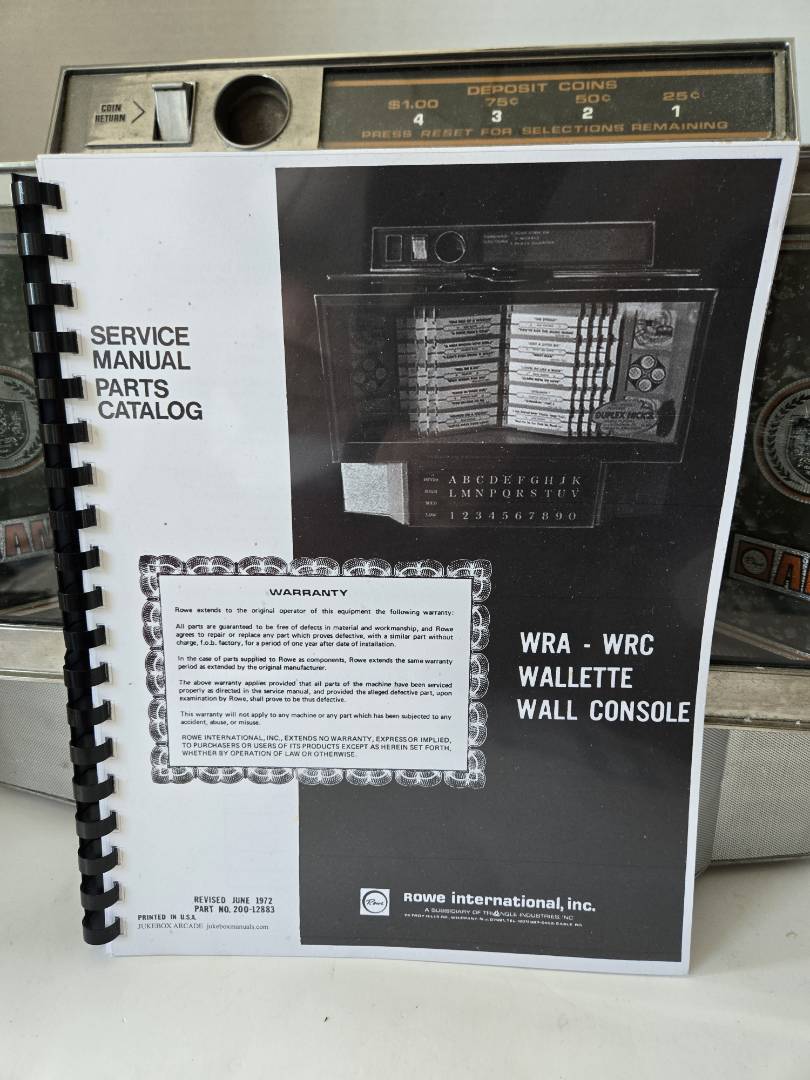 COIN
RETURN
DEPOSIT COINS
$1.00 75¢ 50¢ 25¢
4 3 2 1
PRESS RESET FOR SELECTIONS REMAINING
SERVICE
MANUAL
PARTS
CATALOG
A B C D E F G H J K
L M N P Q R S T U V
1 2 3 4 5 6 7 8 9 0
WARRANTY
Rowe extends to the original operator of this equipment the following warranty:
All parts are guaranteed to be free of defects in material and workmanship, and Rowe
agrees to repair or replace any part which proves defective, with a similar part without
charge, f.o.b. factory, for a period of one year after date of installation.
In the case of parts supplied to Rowe as components, Rowe extends the same warranty
period as extended by the original manufacturer.
The above warranty applies provided that all parts of the machine have been serviced
properly as directed in the service manual, and provided the alleged defective part, upon
examination by Rowe, shall prove to be thus defective.
This warranty will not apply to any machine or any part which has been subjected to any
accident, abuse, or misuse.
ROWE INTERNATIONAL, INC., EXTENDS NO WARRANTY, EXPRESS OR IMPLIED,
TO PURCHASERS OR USERS OF ITS PRODUCTS EXCEPT AS HEREIN SET FORTH,
WHETHER BY OPERATION OF LAW OR OTHERWISE.
WRA - WRC
WALLETTE
WALL CONSOLE
REVISED JUNE 1972
PART NO. 200-12883
PRINTED IN U.S.A.
JUKEBOX ARCADE jukeboxmanuals.com
Rowe
Rowe international, inc.
A SUBSIDIARY OF TRIANGLE INDUSTRIES, INC